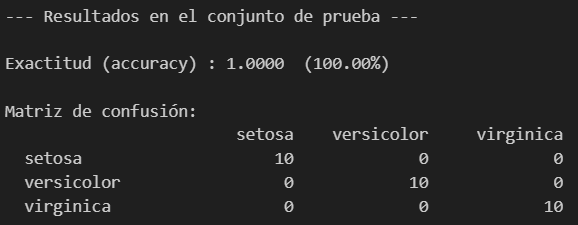 --- Resultados en el conjunto de prueba ---
Exactitud (accuracy) : 1.0000  (100.00%)
Matriz de confusión:
setosa    versicolor    virginica
setosa    10    0    0
versicolor    0    10    0
virginica    0    0    10